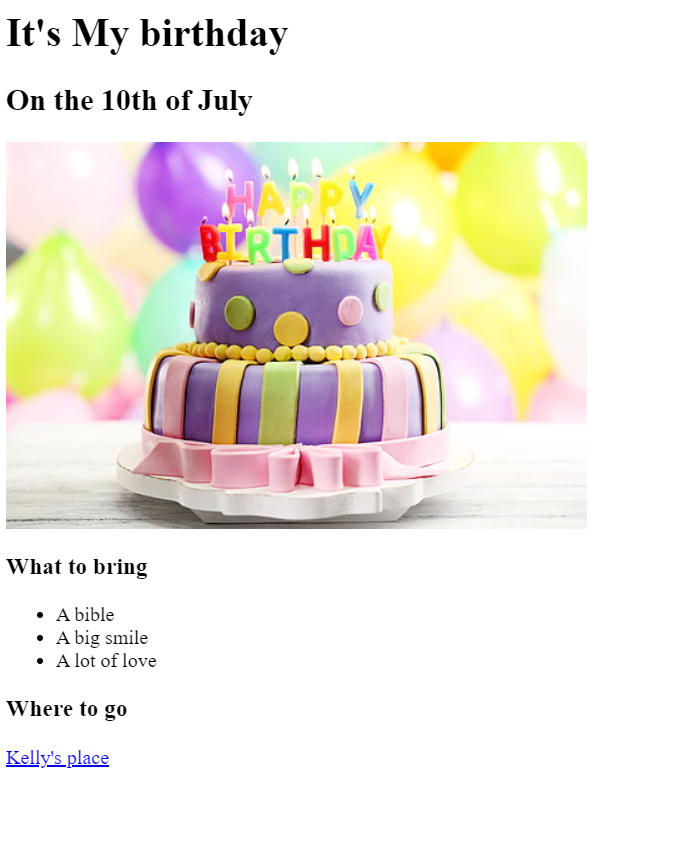 It's My birthday
On the 10th of July
HAPPY
BIRTHDAY
What to bring
A bible
A big smile
A lot of love
Where to go
Kelly's place